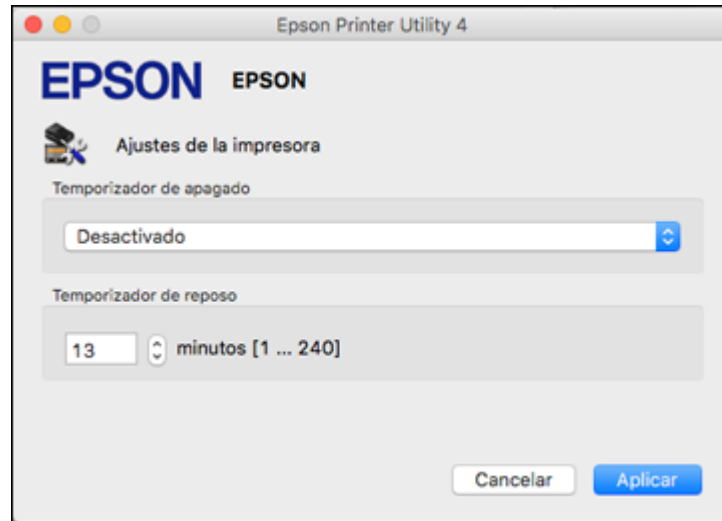 Epson Printer Utility 4
EPSON EPSON
Ajustes de la impresora
Temporizador de apagado
Desactivado
Temporizador de reposo
13 minutos [1 ... 240]
Cancelar Aplicar